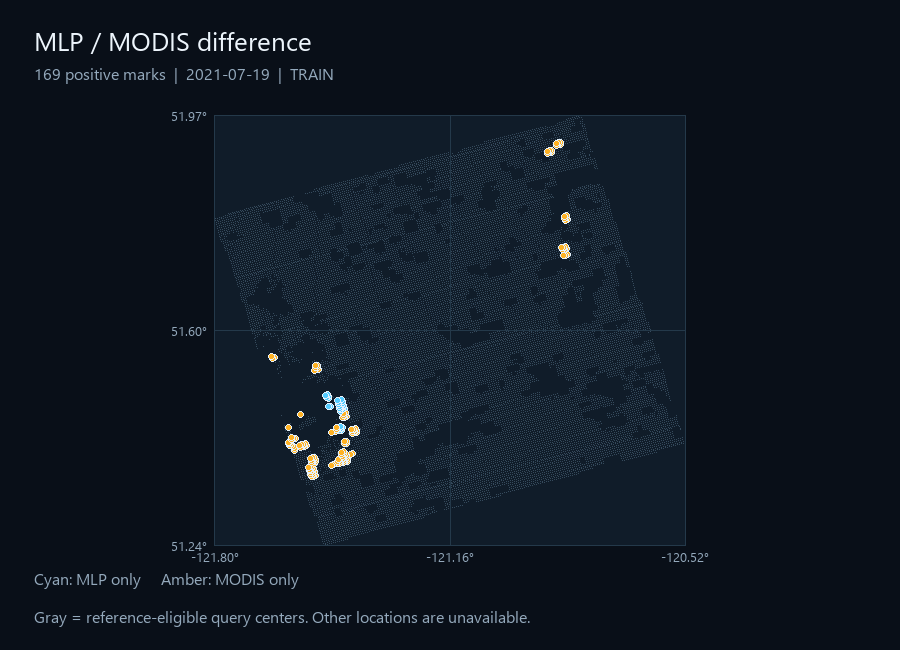 MLP / MODIS difference
169 positive marks | 2021-07-19 | TRAIN
51.97°
51.60°
51.24°
-121.80°
-121.16°
-120.52°
Cyan: MLP only
Amber: MODIS only
Gray = reference-eligible query centers. Other locations are unavailable.